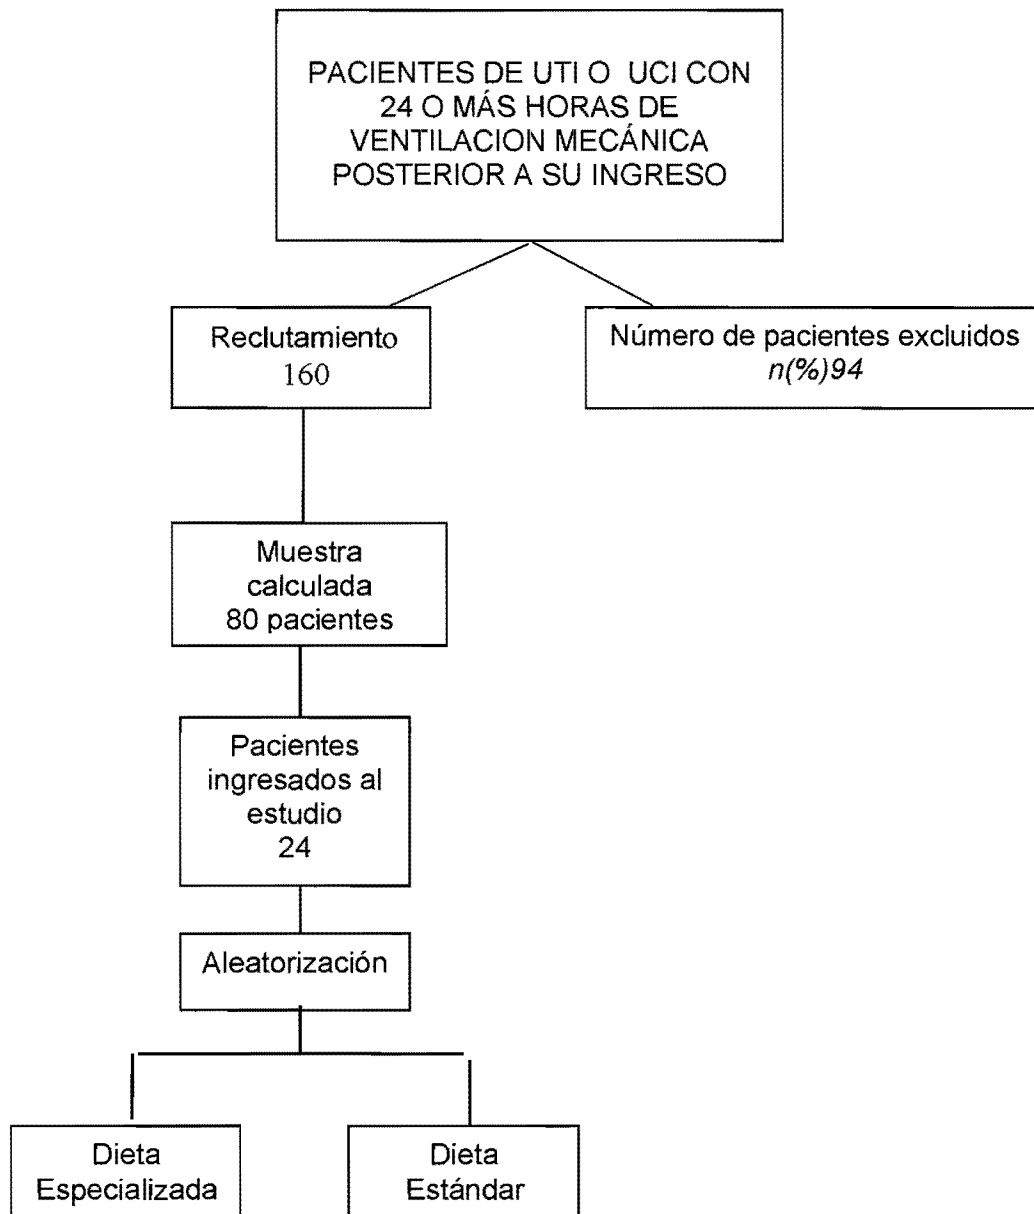 PACIENTES DE UTI O UCI CON
24 O MÁS HORAS DE
VENTILACION MECÁNICA
POSTERIOR A SU INGRESO
Reclutamiento
160
Número de pacientes excluidos
n(%)94
Muestra
calculada
80 pacientes
Pacientes
ingresados al
estudio
24
Aleatorización
Dieta
Especializada
Dieta
Estándar